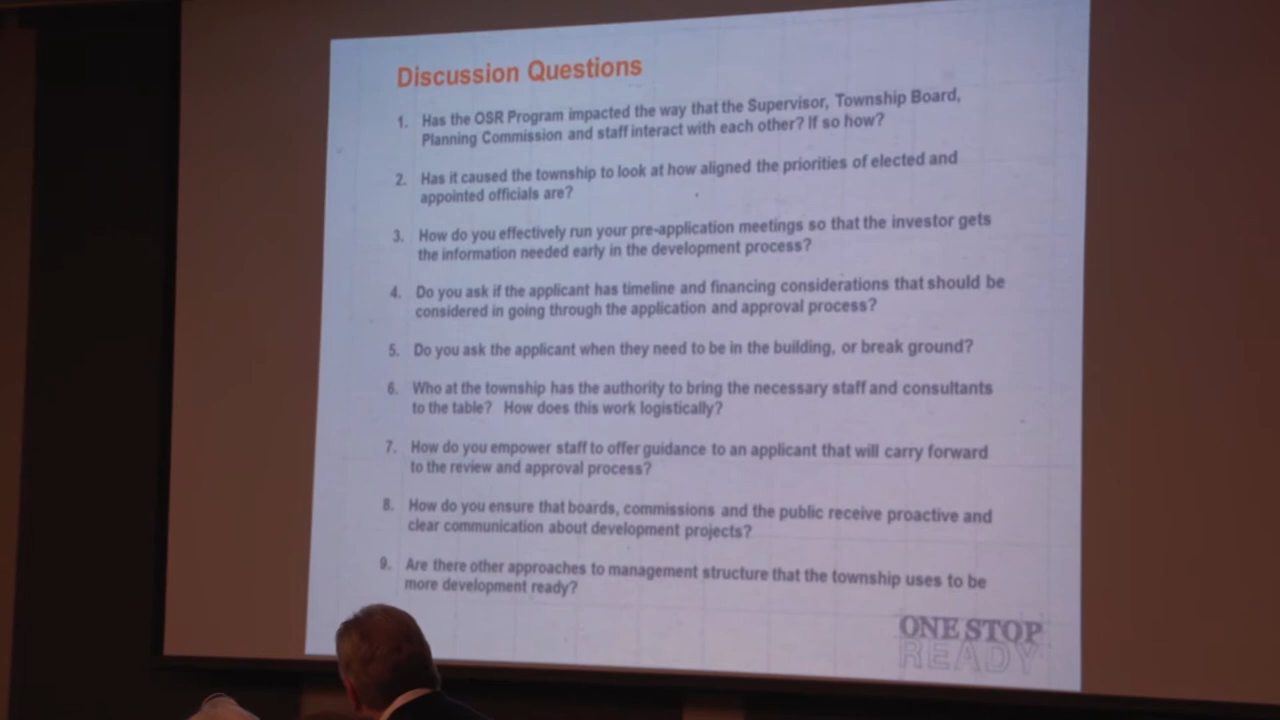 Discussion Questions
1. Has the OSR Program impacted the way that the Supervisor, Township Board,
Planning Commission and staff interact with each other? If so how?
2. Has it caused the township to look at how aligned the priorities of elected and
appointed officials are?
3. How do you effectively run your pre-application meetings so that the investor gets
the information needed early in the development process?
4. Do you ask if the applicant has timeline and financing considerations that should be
considered in going through the application and approval process?
5. Do you ask the applicant when they need to be in the building, or break ground?
6. Who at the township has the authority to bring the necessary staff and consultants
to the table? How does this work logistically?
7. How do you empower staff to offer guidance to an applicant that will carry forward
to the review and approval process?
8. How do you ensure that boards, commissions and the public receive proactive and
clear communication about development projects?
9. Are there other approaches to management structure that the township uses to be
more development ready?
ONE STOP
READY